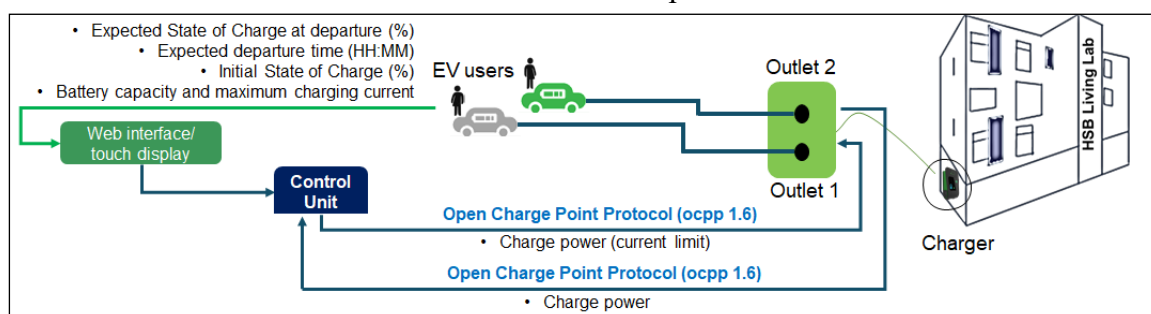 • Expected State of Charge at departure (%)
• Expected departure time (HH:MM)
• Initial State of Charge (%)
• Battery capacity and maximum charging current
EV users
Outlet 2
Outlet 1
Web interface/
touch display
Control
Unit
Open Charge Point Protocol (ocpp 1.6)
• Charge power (current limit)
Open Charge Point Protocol (ocpp 1.6)
• Charge power
HSB Living Lab
Charger